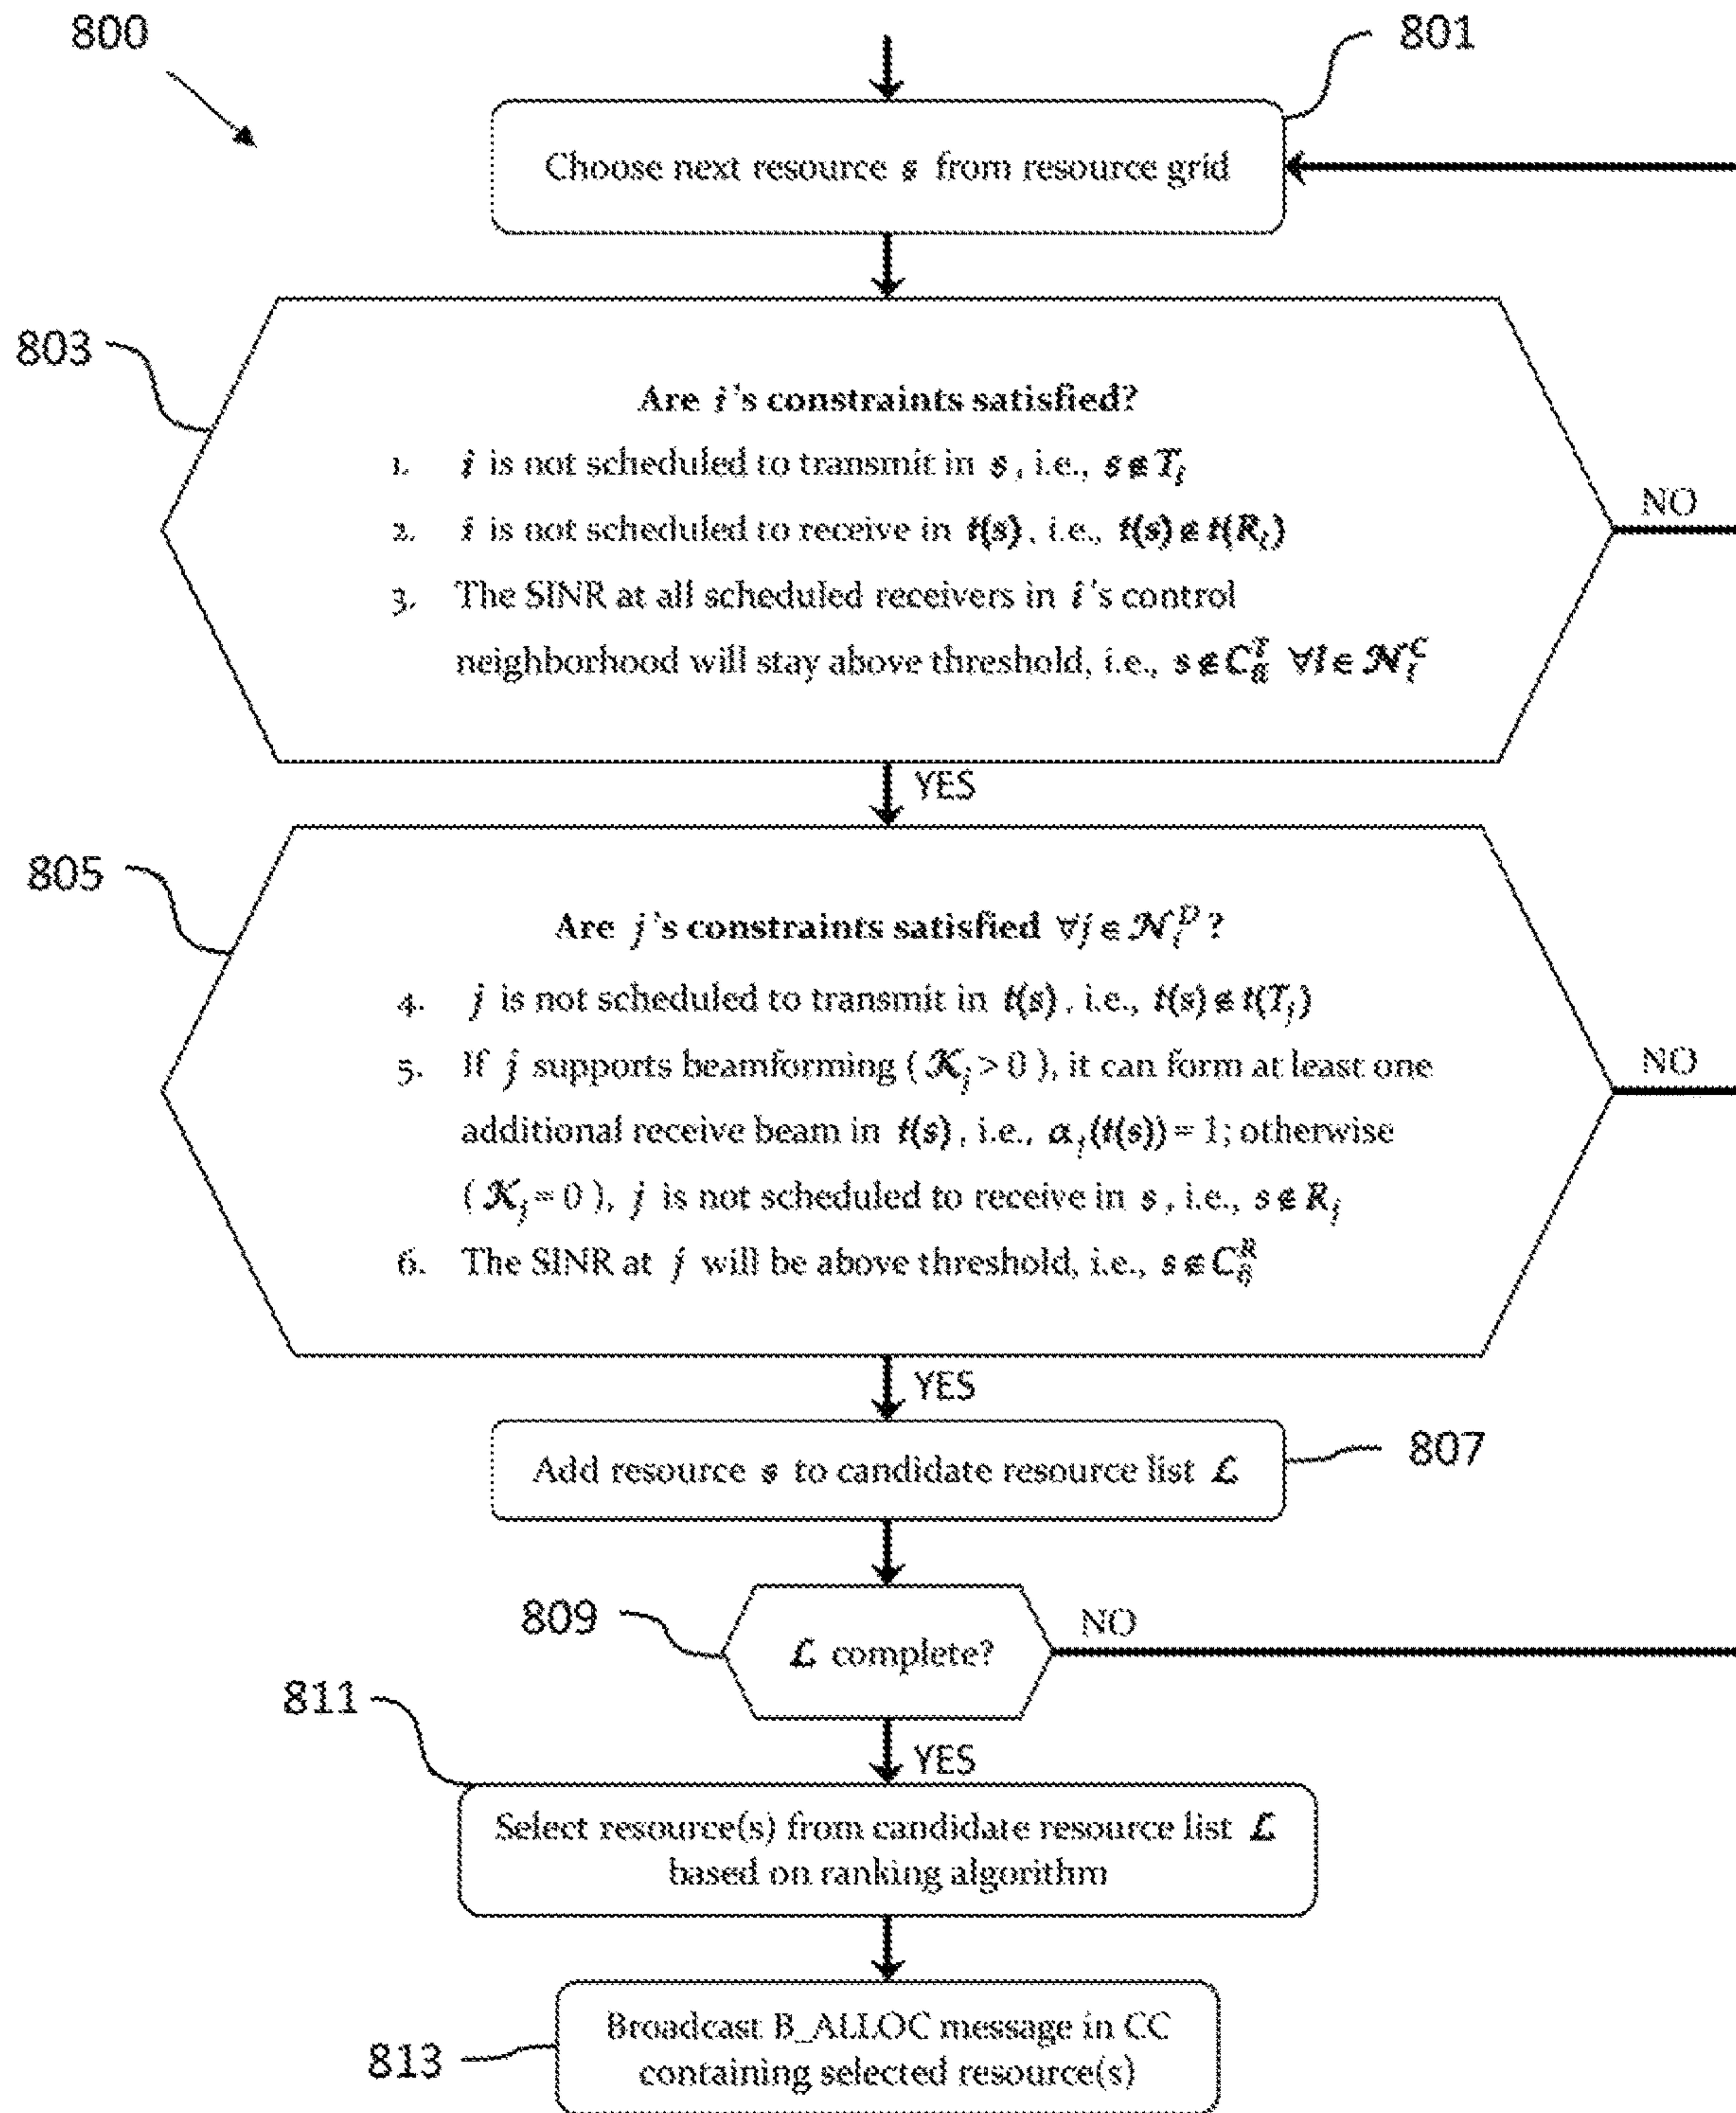 800
801
Choose next resource s from resource grid
803
Are i's constraints satisfied?
1. i is not scheduled to transmit in s, i.e., s ∉ T_i
2. i is not scheduled to receive in t(s), i.e., t(s) ∉ t(R_i)
NO
3. The SINR at all scheduled receivers in i's control
neighborhood will stay above threshold, i.e., s ∉ C^T ∀l ∈ 𝒩_i^C
YES
805
Are j's constraints satisfied ∀j ∈ 𝒩_i^D?
4. j is not scheduled to transmit in t(s), i.e., t(s) ∉ t(T_j)
5. If j supports beamforming (𝒦_j > 0), it can form at least one
NO
additional receive beam in t(s), i.e., α_j(t(s)) = 1; otherwise
(𝒦_j = 0), j is not scheduled to receive in s, i.e., s ∉ R_j
6. The SINR at j will be above threshold, i.e., s ∉ C^R
YES
Add resource s to candidate resource list ℒ
807
809
ℒ complete?
NO
YES
811
Select resource(s) from candidate resource list ℒ
based on ranking algorithm
813
Broadcast B_ALLOC message in CC
containing selected resource(s)